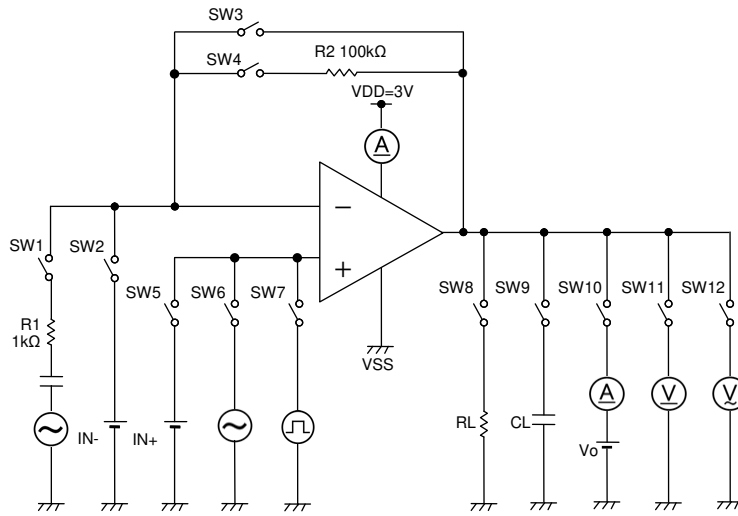 SW3
R2 100kΩ
SW4
VDD=3V
A
−
+
SW1
SW2
SW5
SW6
SW7
SW8
SW9
SW10
SW11
SW12
R1
1kΩ
VSS
A
V
V
IN-
IN+
RL
CL
Vo